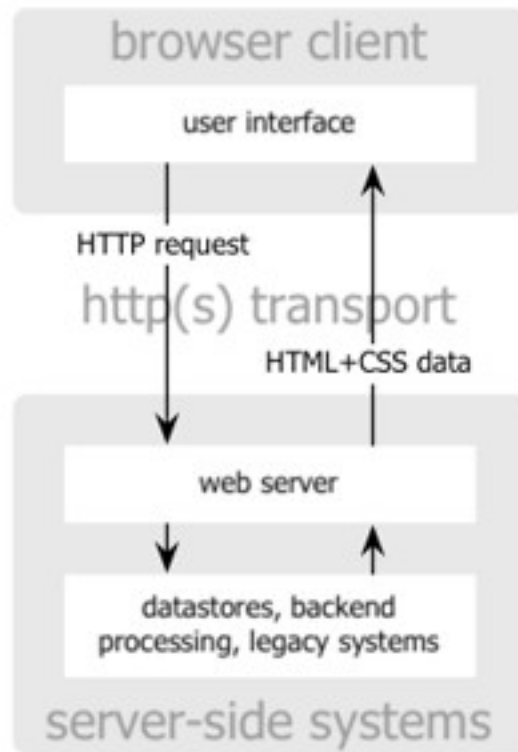 browser client
user interface
HTTP request
http(s) transport
HTML+CSS data
web server
datastores, backend
processing, legacy systems
server-side systems